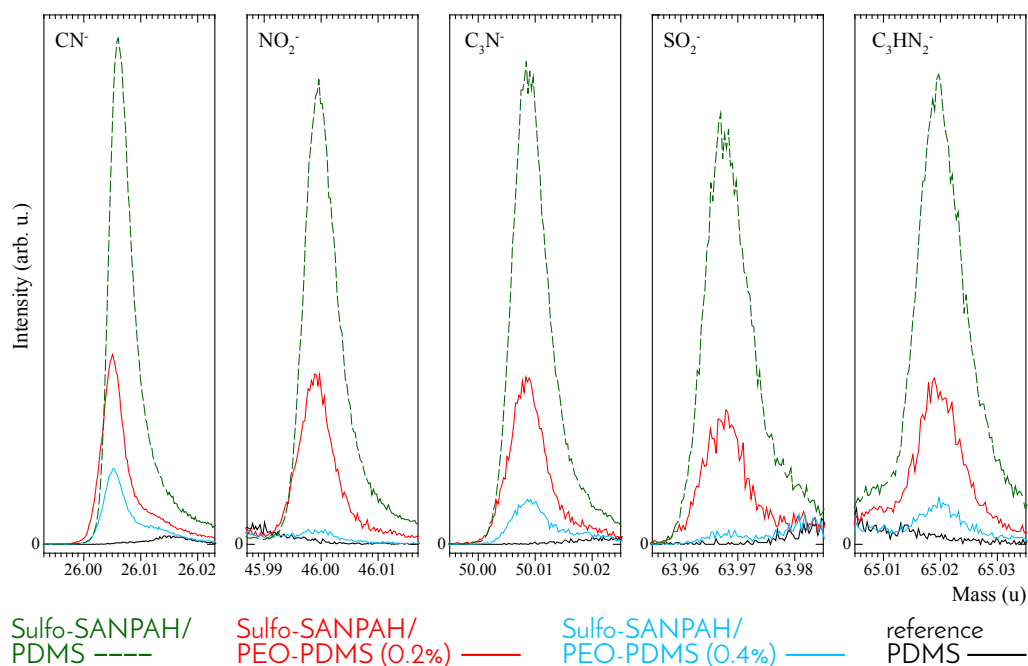 CN⁻ NO₂⁻ C₃N⁻ SO₂⁻ C₃HN₂⁻
Intensity (arb. u.)
0 0 0 0 0
26.00 26.01 26.02 45.99 46.00 46.01 50.00 50.01 50.02 63.96 63.97 63.98 65.01 65.02 65.03
Mass (u)
Sulfo-SANPAH/ Sulfo-SANPAH/ Sulfo-SANPAH/ reference
PDMS PEO-PDMS (0.2%) PEO-PDMS (0.4%) PDMS